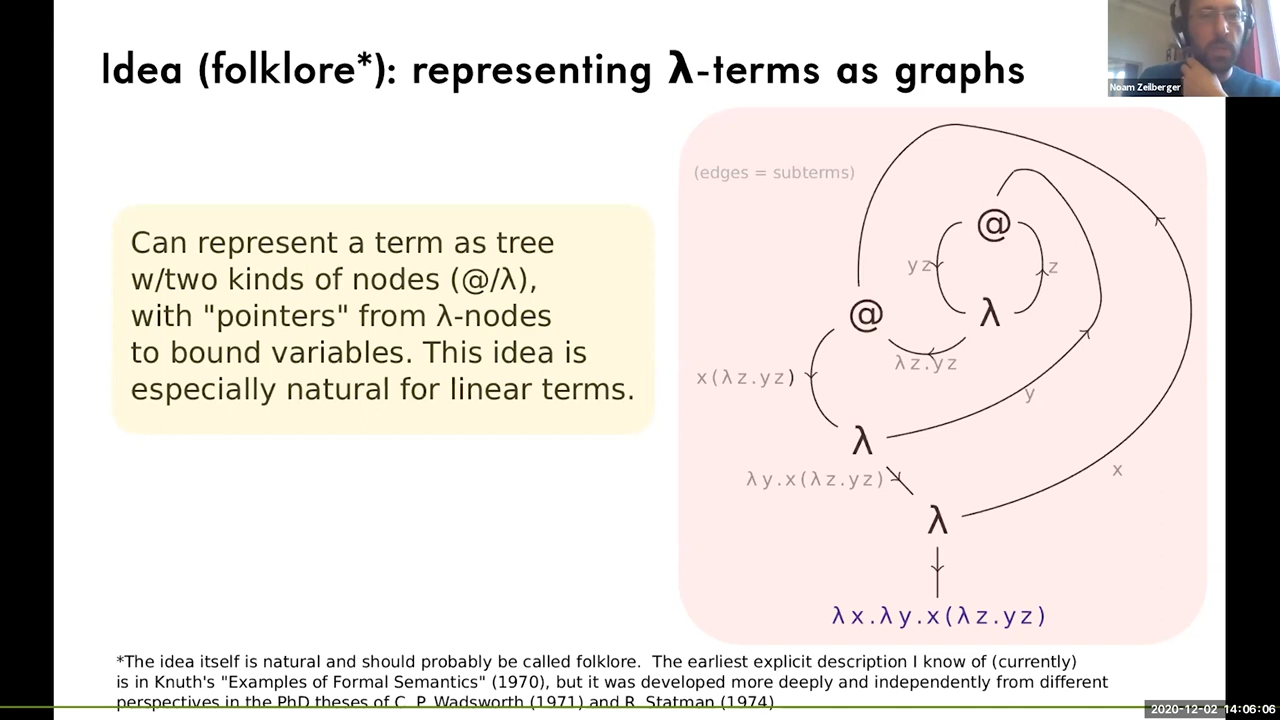 Idea (folklore*): representing λ-terms as graphs
Noam Zeilberger
(edges = subterms)
Can represent a term as tree
w/two kinds of nodes (@/λ),
with "pointers" from λ-nodes
to bound variables. This idea is
especially natural for linear terms.
@
yz
z
@
λ
λz.yz
x(λz.yz)
y
λ
x
λy.x(λz.yz)
λ
λx.λy.x(λz.yz)
*The idea itself is natural and should probably be called folklore. The earliest explicit description I know of (currently)
is in Knuth's "Examples of Formal Semantics" (1970), but it was developed more deeply and independently from different
perspectives in the PhD theses of C. P. Wadsworth (1971) and R. Statman (1974)
2020-12-02 14:06:06